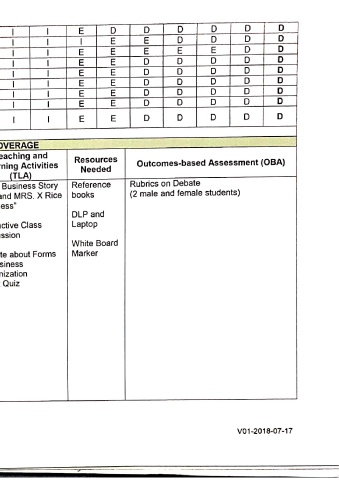 I I E D D D D D D
I I I E E D D D D
I I E E E E E D D
I I E E D D D D D
I I E E D D D D D
I I E E D D D D D
I I E E D D D D D
I I E E D D D D D
I I E E D D D D D
OVERAGE
eaching and
rning Activities
(TLA)
Resources
Needed
Outcomes-based Assessment (OBA)
Business Story
and MRS. X Rice
ess"
ctive Class
ssion
te about Forms
siness
nization
Quiz
Reference
books
DLP and
Laptop
White Board
Marker
Rubrics on Debate
(2 male and female students)
V01-2018-07-17